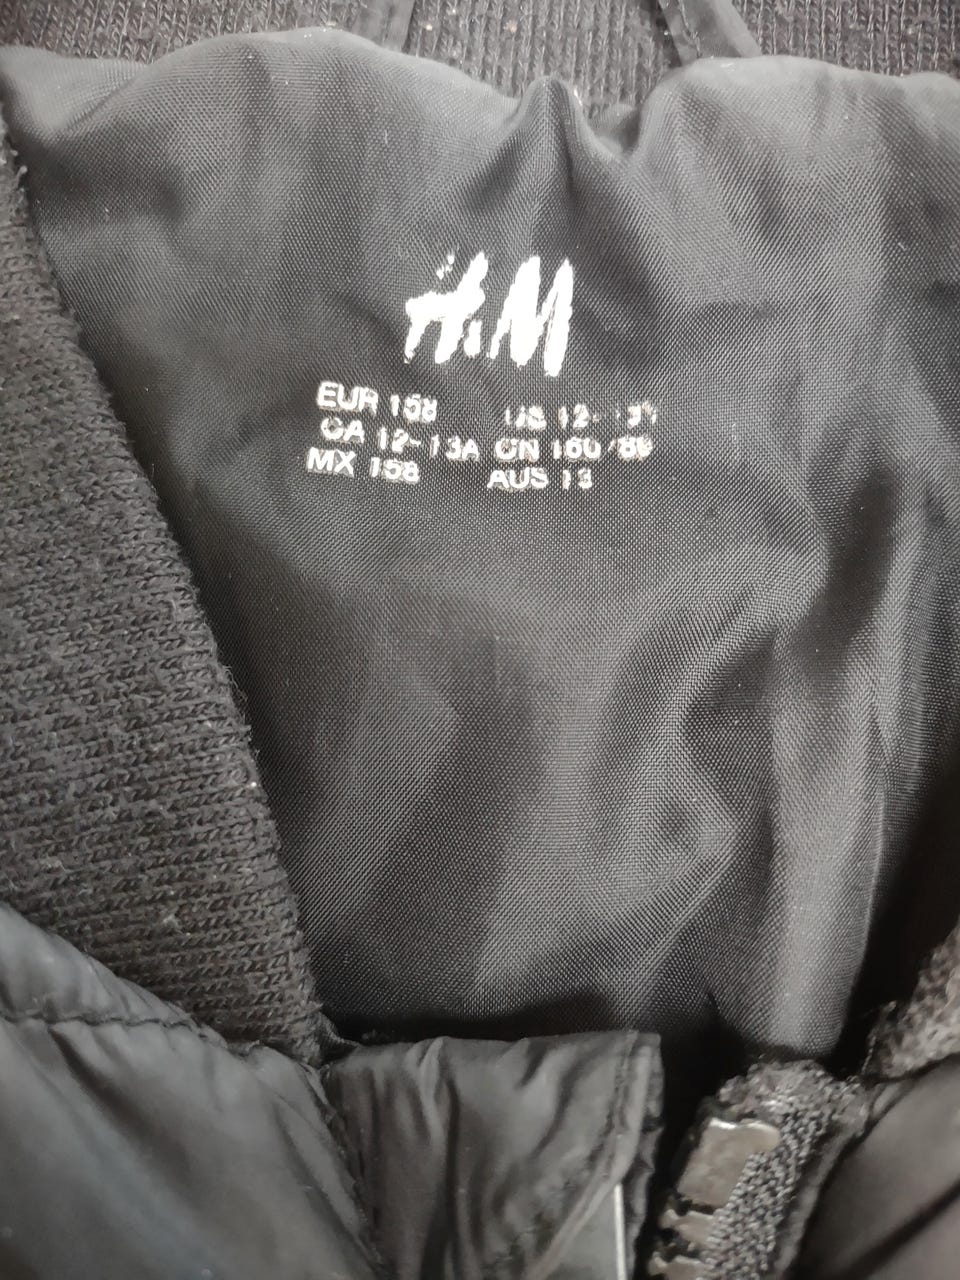 H&M
EUR 158 US 12-13Y
CA 12-13A CN 160/80
MX 158 AUS 13